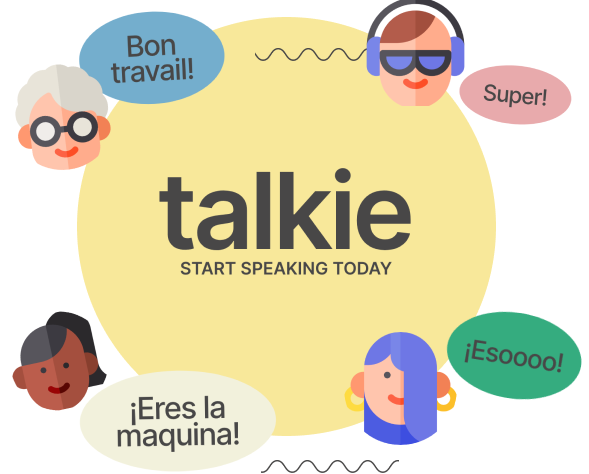 Bon
travail!
Super!
talkie
START SPEAKING TODAY
¡Esoooo!
¡Eres la
maquina!